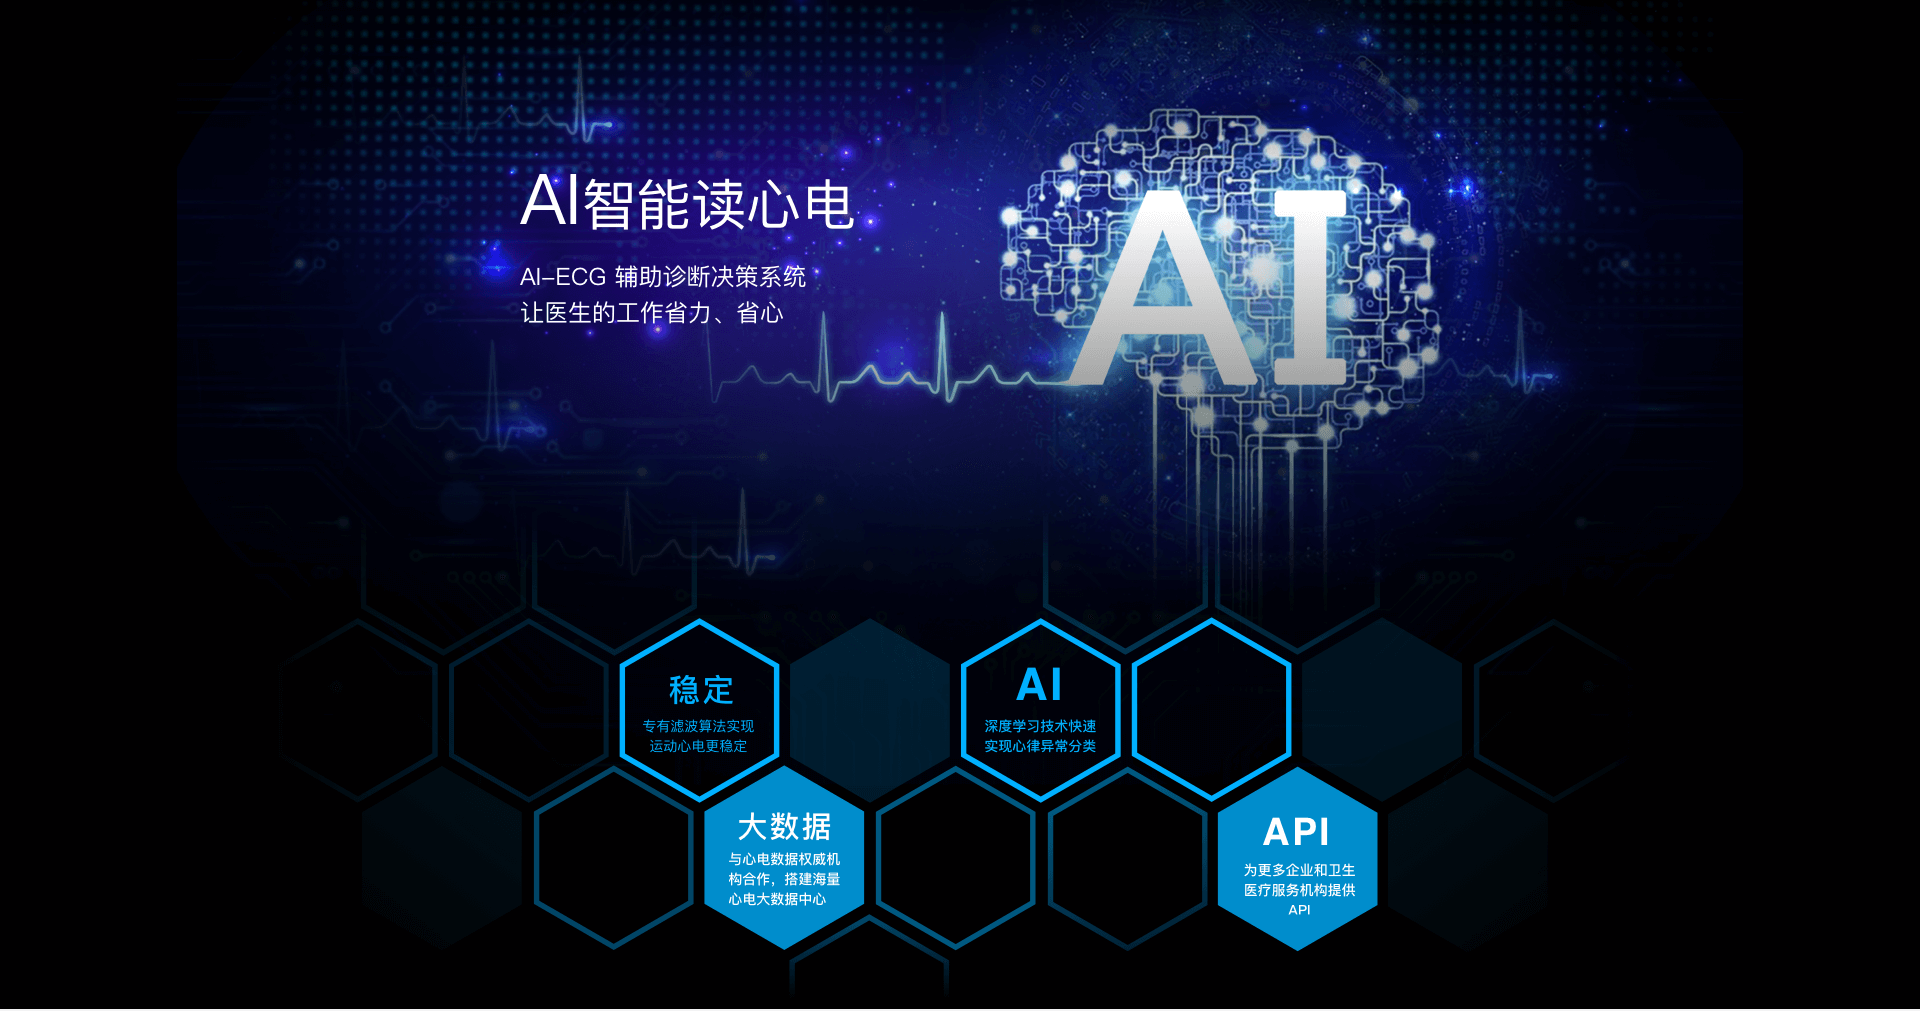 AI智能读心电
AI-ECG 辅助诊断决策系统
让医生的工作省力、省心
AI
稳定
专有滤波算法实现
运动心电更稳定
AI
深度学习技术快速
实现心律异常分类
大数据
与心电数据权威机
构合作，搭建海量
心电大数据中心
API
为更多企业和卫生
医疗服务机构提供
API